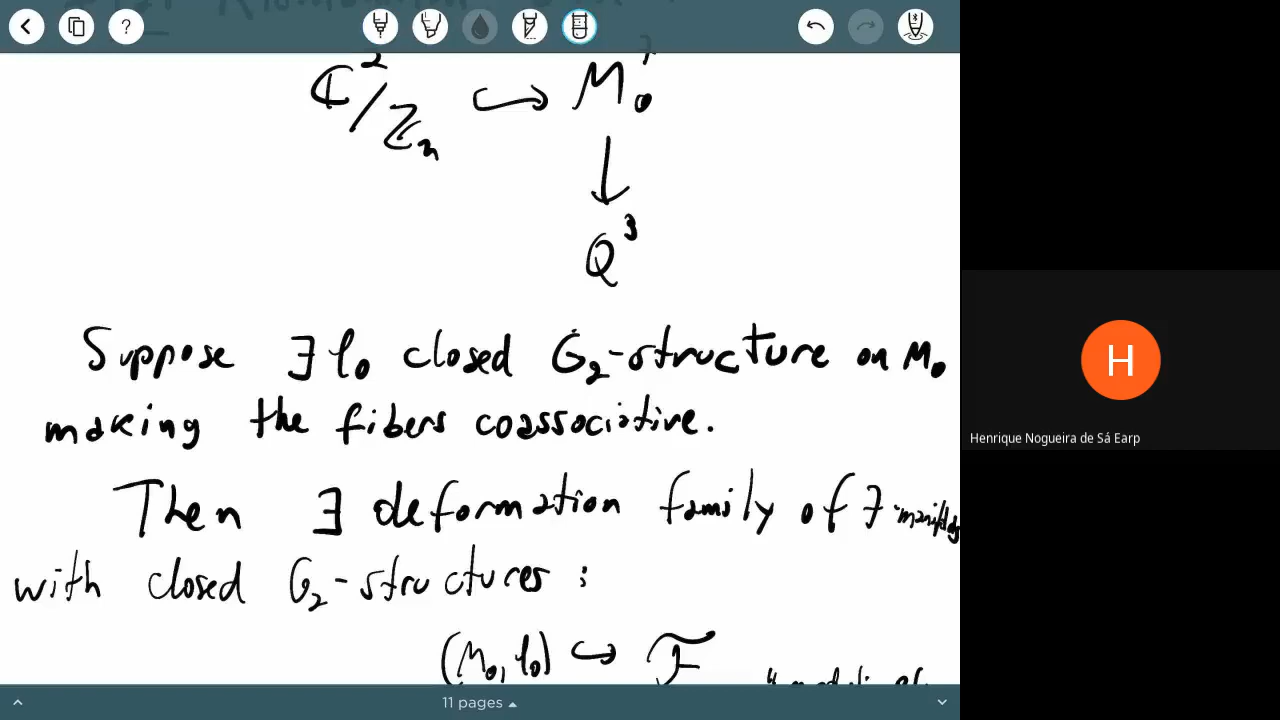 ℂ²/ℤₙ ↪ M₀⁷
↓
Q³
Suppose ∃ φ₀ closed G₂-structure on M₀
making the fibers coassociative.
Then ∃ deformation family of 7-manifolds
with closed G₂-structures :
(M₀, φ₀) ↪ F
11 pages
H
Henrique Nogueira de Sá Earp